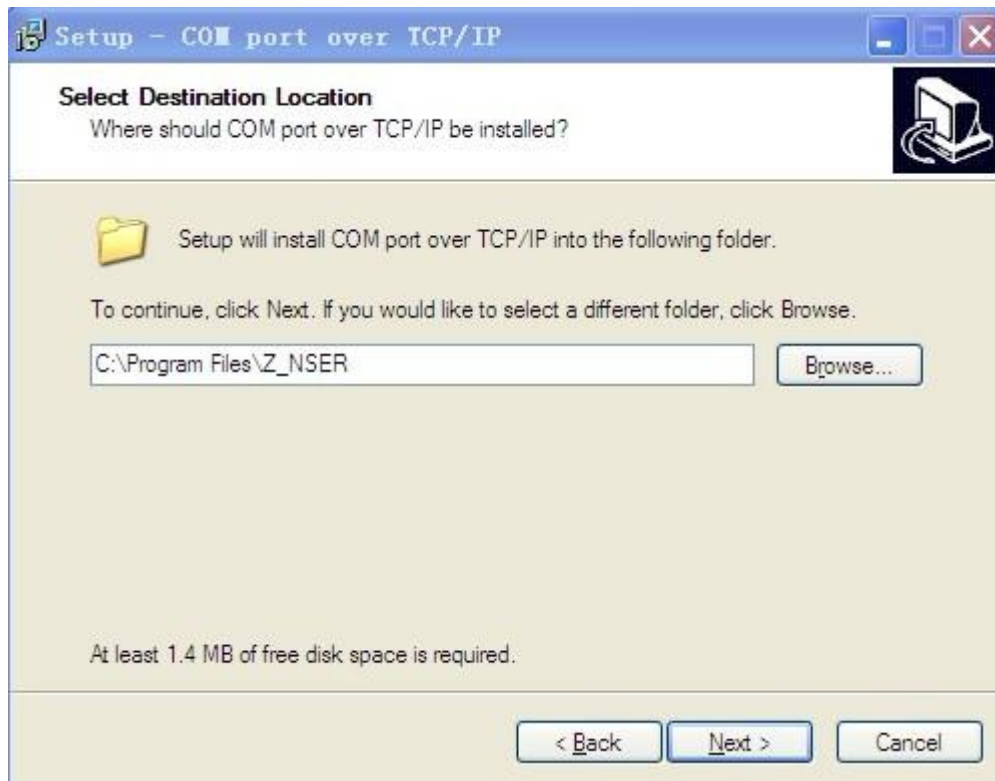 Setup - COM port over TCP/IP
Select Destination Location
Where should COM port over TCP/IP be installed?
Setup will install COM port over TCP/IP into the following folder.
To continue, click Next. If you would like to select a different folder, click Browse.
C:\Program Files\Z_NSER
Browse...
At least 1.4 MB of free disk space is required.
< Back
Next >
Cancel